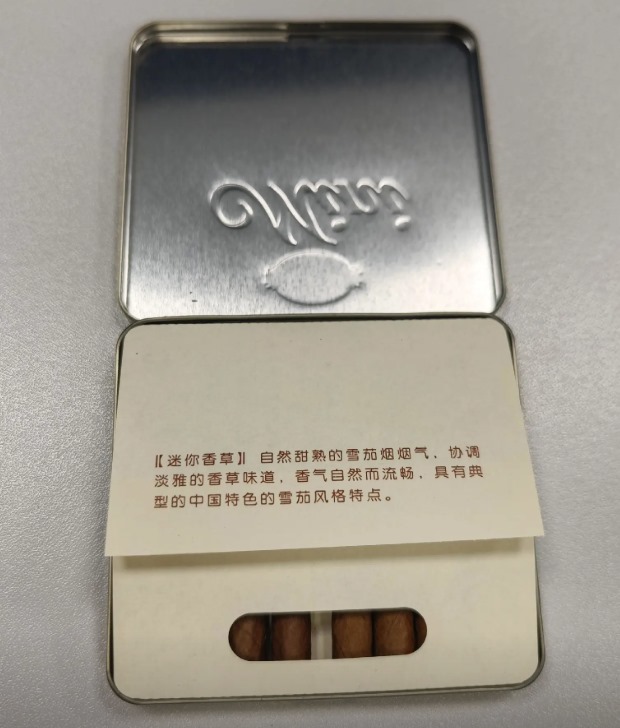 Mini
【迷你香草】 自然甜熟的雪茄烟烟气，协调
淡雅的香草味道，香气自然而流畅，具有典
型的中国特色的雪茄风格特点。